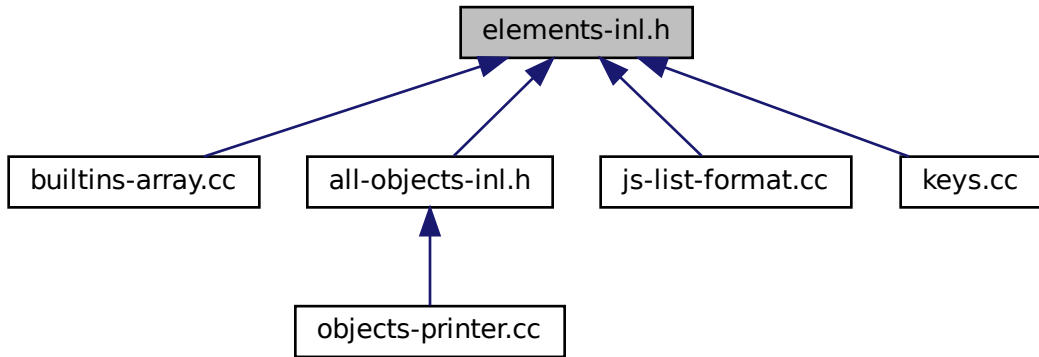 elements-inl.h
builtins-array.cc
all-objects-inl.h
js-list-format.cc
keys.cc
objects-printer.cc